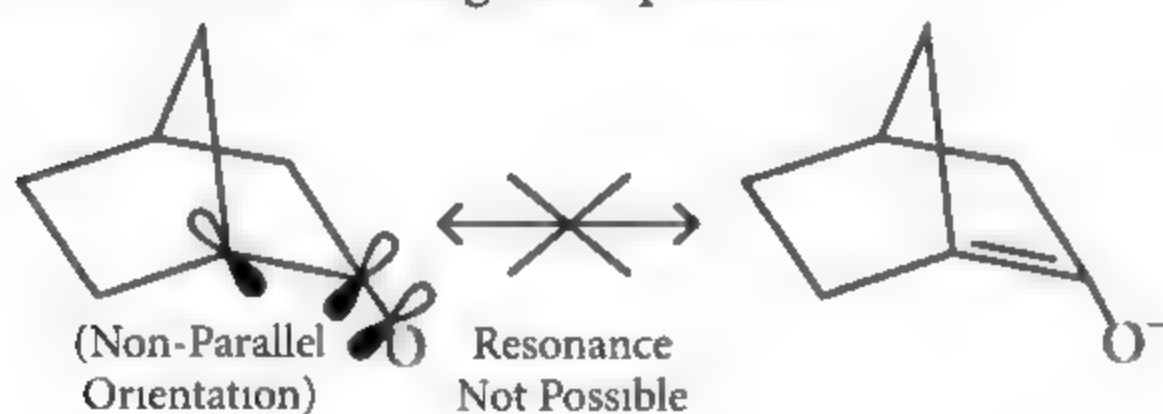 O
(Non-Parallel
Orientation)
Resonance
Not Possible
O⁻